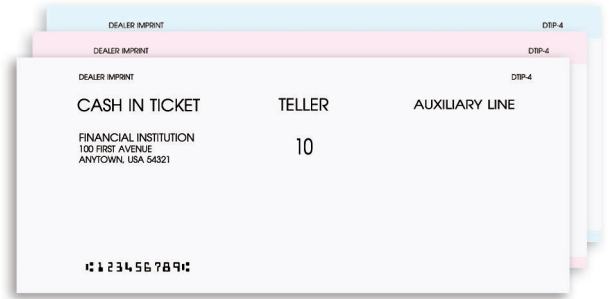 DEALER IMPRINT DTIP-4
DEALER IMPRINT DTIP-4
DEALER IMPRINT DTIP-4
CASH IN TICKET TELLER AUXILIARY LINE
FINANCIAL INSTITUTION
100 FIRST AVENUE 10
ANYTOWN, USA 54321
⑆123456789⑆